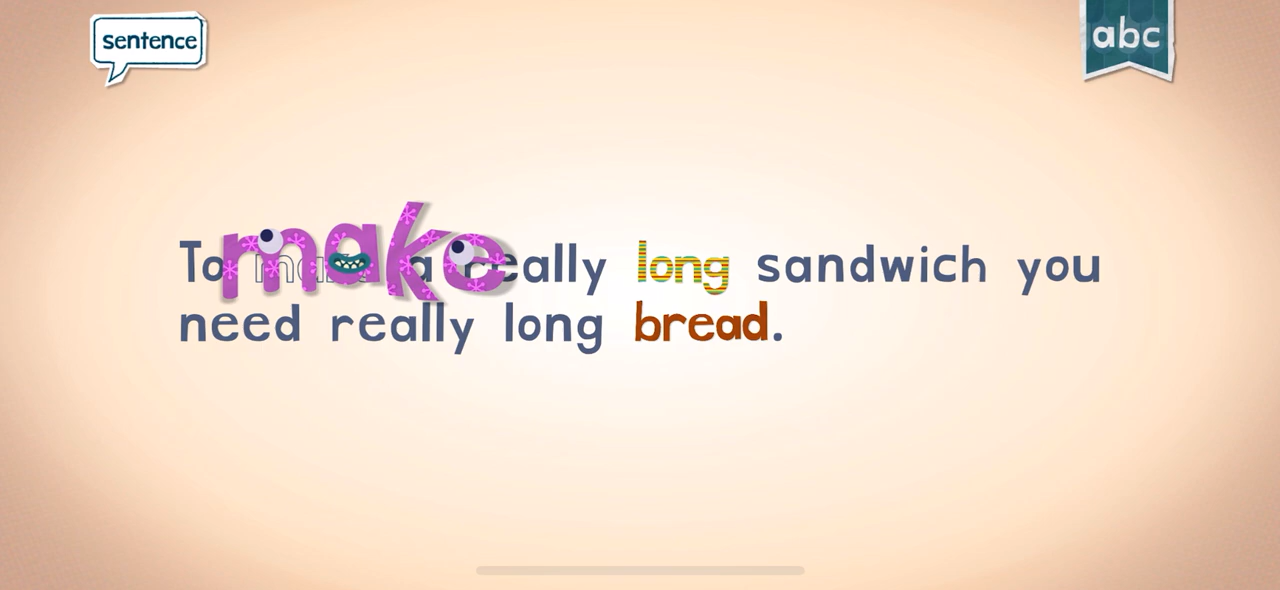 sentence
abc
To make a really long sandwich you
need really long bread.